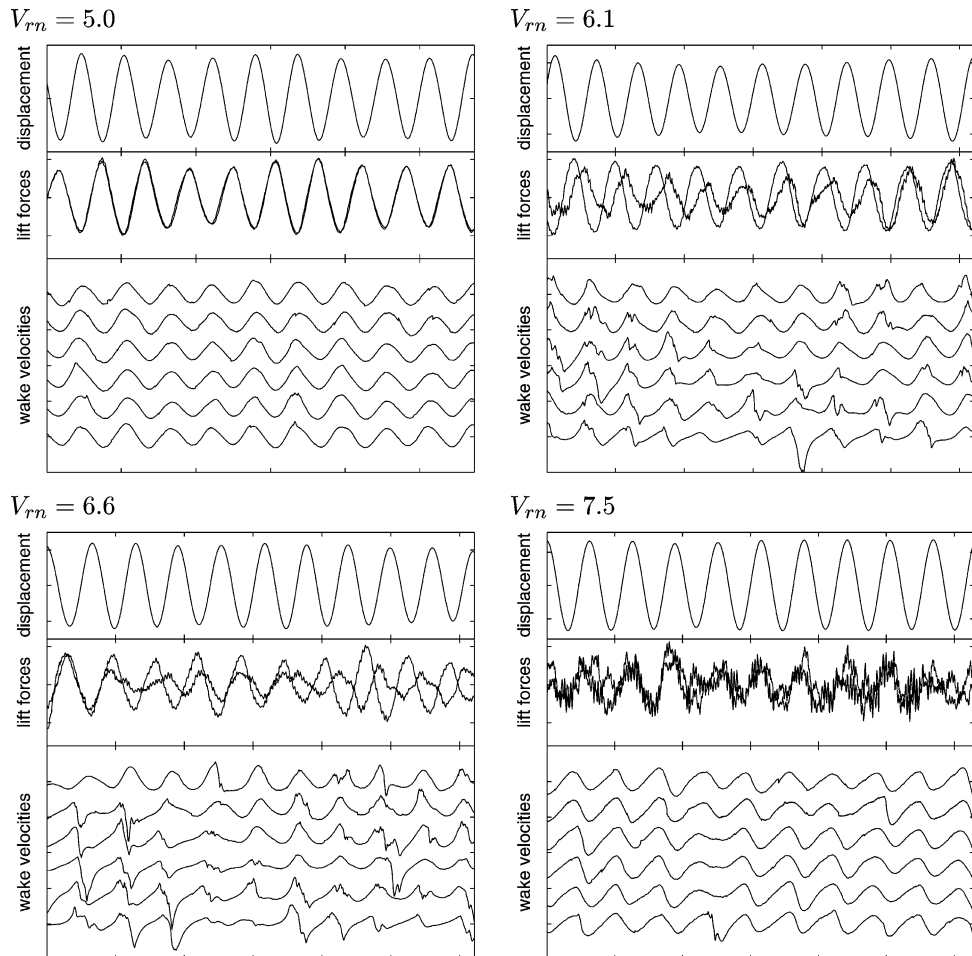 V_{rn} = 5.0
displacement
lift forces
wake velocities
V_{rn} = 6.1
displacement
lift forces
wake velocities
V_{rn} = 6.6
displacement
lift forces
wake velocities
V_{rn} = 7.5
displacement
lift forces
wake velocities